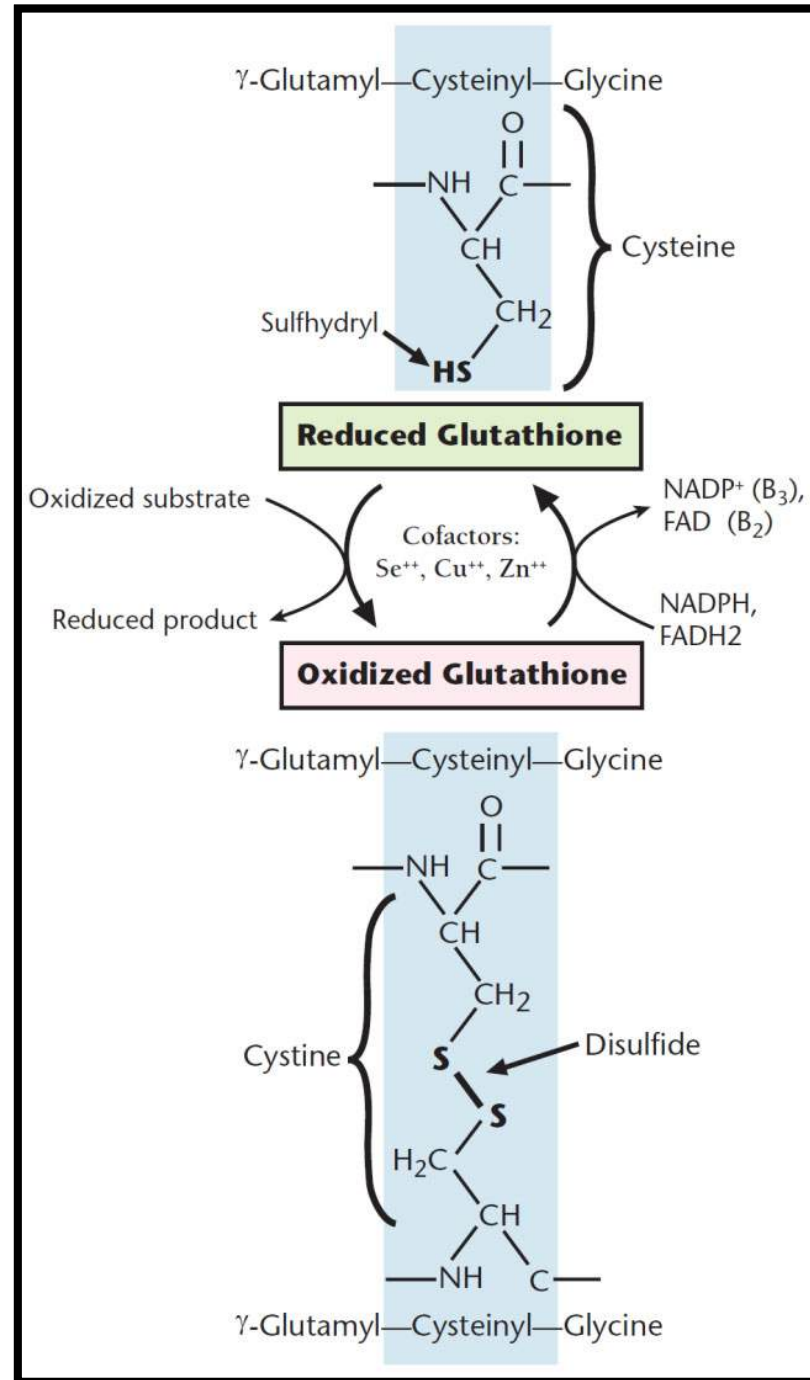 γ-Glutamyl—Cysteinyl—Glycine
O
NH C
CH
Cysteine
CH₂
Sulfhydryl
HS
Reduced Glutathione
Oxidized substrate
NADP⁺ (B₃),
FAD (B₂)
Cofactors:
Se⁺⁺, Cu⁺⁺, Zn⁺⁺
Reduced product
NADPH,
FADH2
Oxidized Glutathione
γ-Glutamyl—Cysteinyl—Glycine
O
NH C
CH
CH₂
Cystine
S
Disulfide
S
H₂C
CH
NH C
γ-Glutamyl—Cysteinyl—Glycine